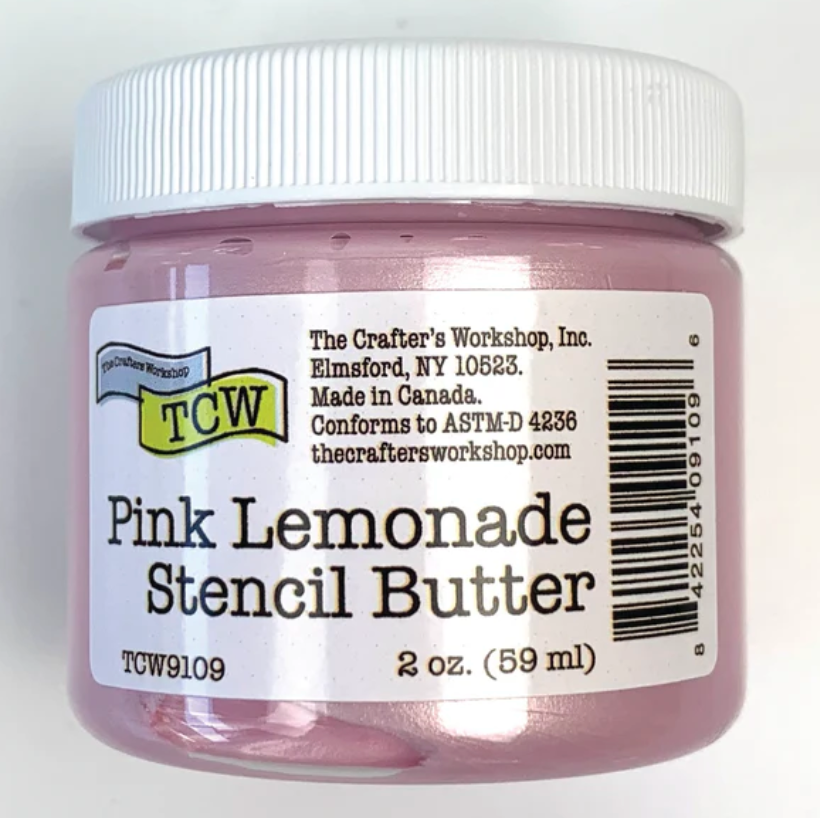 The Crafters Workshop
TCW
The Crafter's Workshop, Inc.
Elmsford, NY 10523.
Made in Canada.
Conforms to ASTM-D 4236
thecraftersworkshop.com
Pink Lemonade
Stencil Butter
TCW9109
2 oz. (59 ml)
8 42254 09109 6